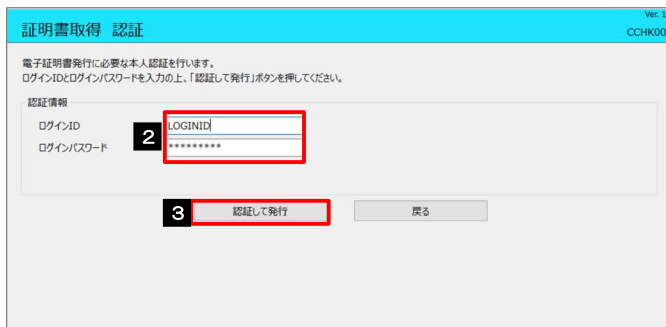 Ver. 1
証明書取得 認証
CCHK00
電子証明書発行に必要な本人認証を行います。
ログインIDとログインパスワードを入力の上、「認証して発行」ボタンを押してください。
認証情報
ログインID
2
LOGINID
ログインパスワード
*********
3
認証して発行
戻る